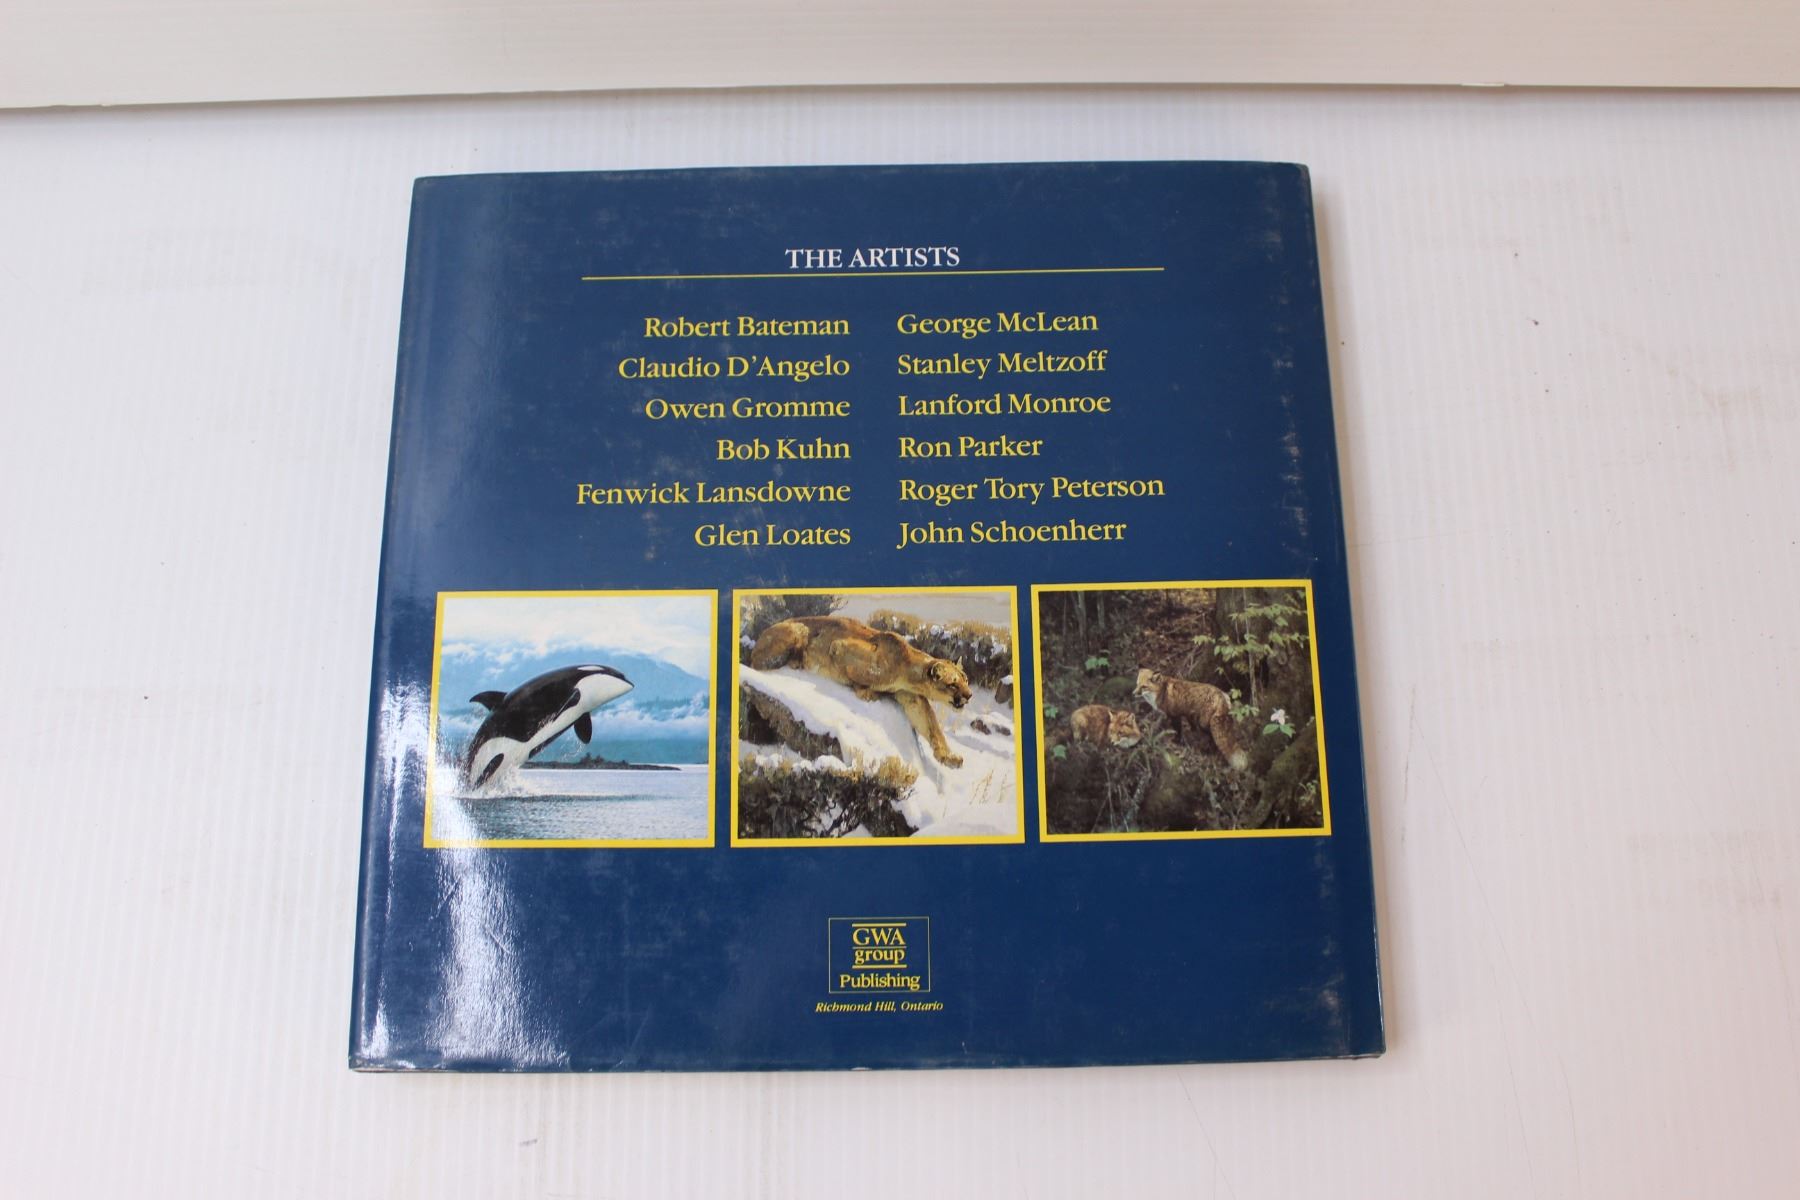 THE ARTISTS
Robert Bateman
Claudio D'Angelo
Owen Gromme
Bob Kuhn
Fenwick Lansdowne
Glen Loates
George McLean
Stanley Meltzoff
Lanford Monroe
Ron Parker
Roger Tory Peterson
John Schoenherr
GWA
group
Publishing
Richmond Hill, Ontario